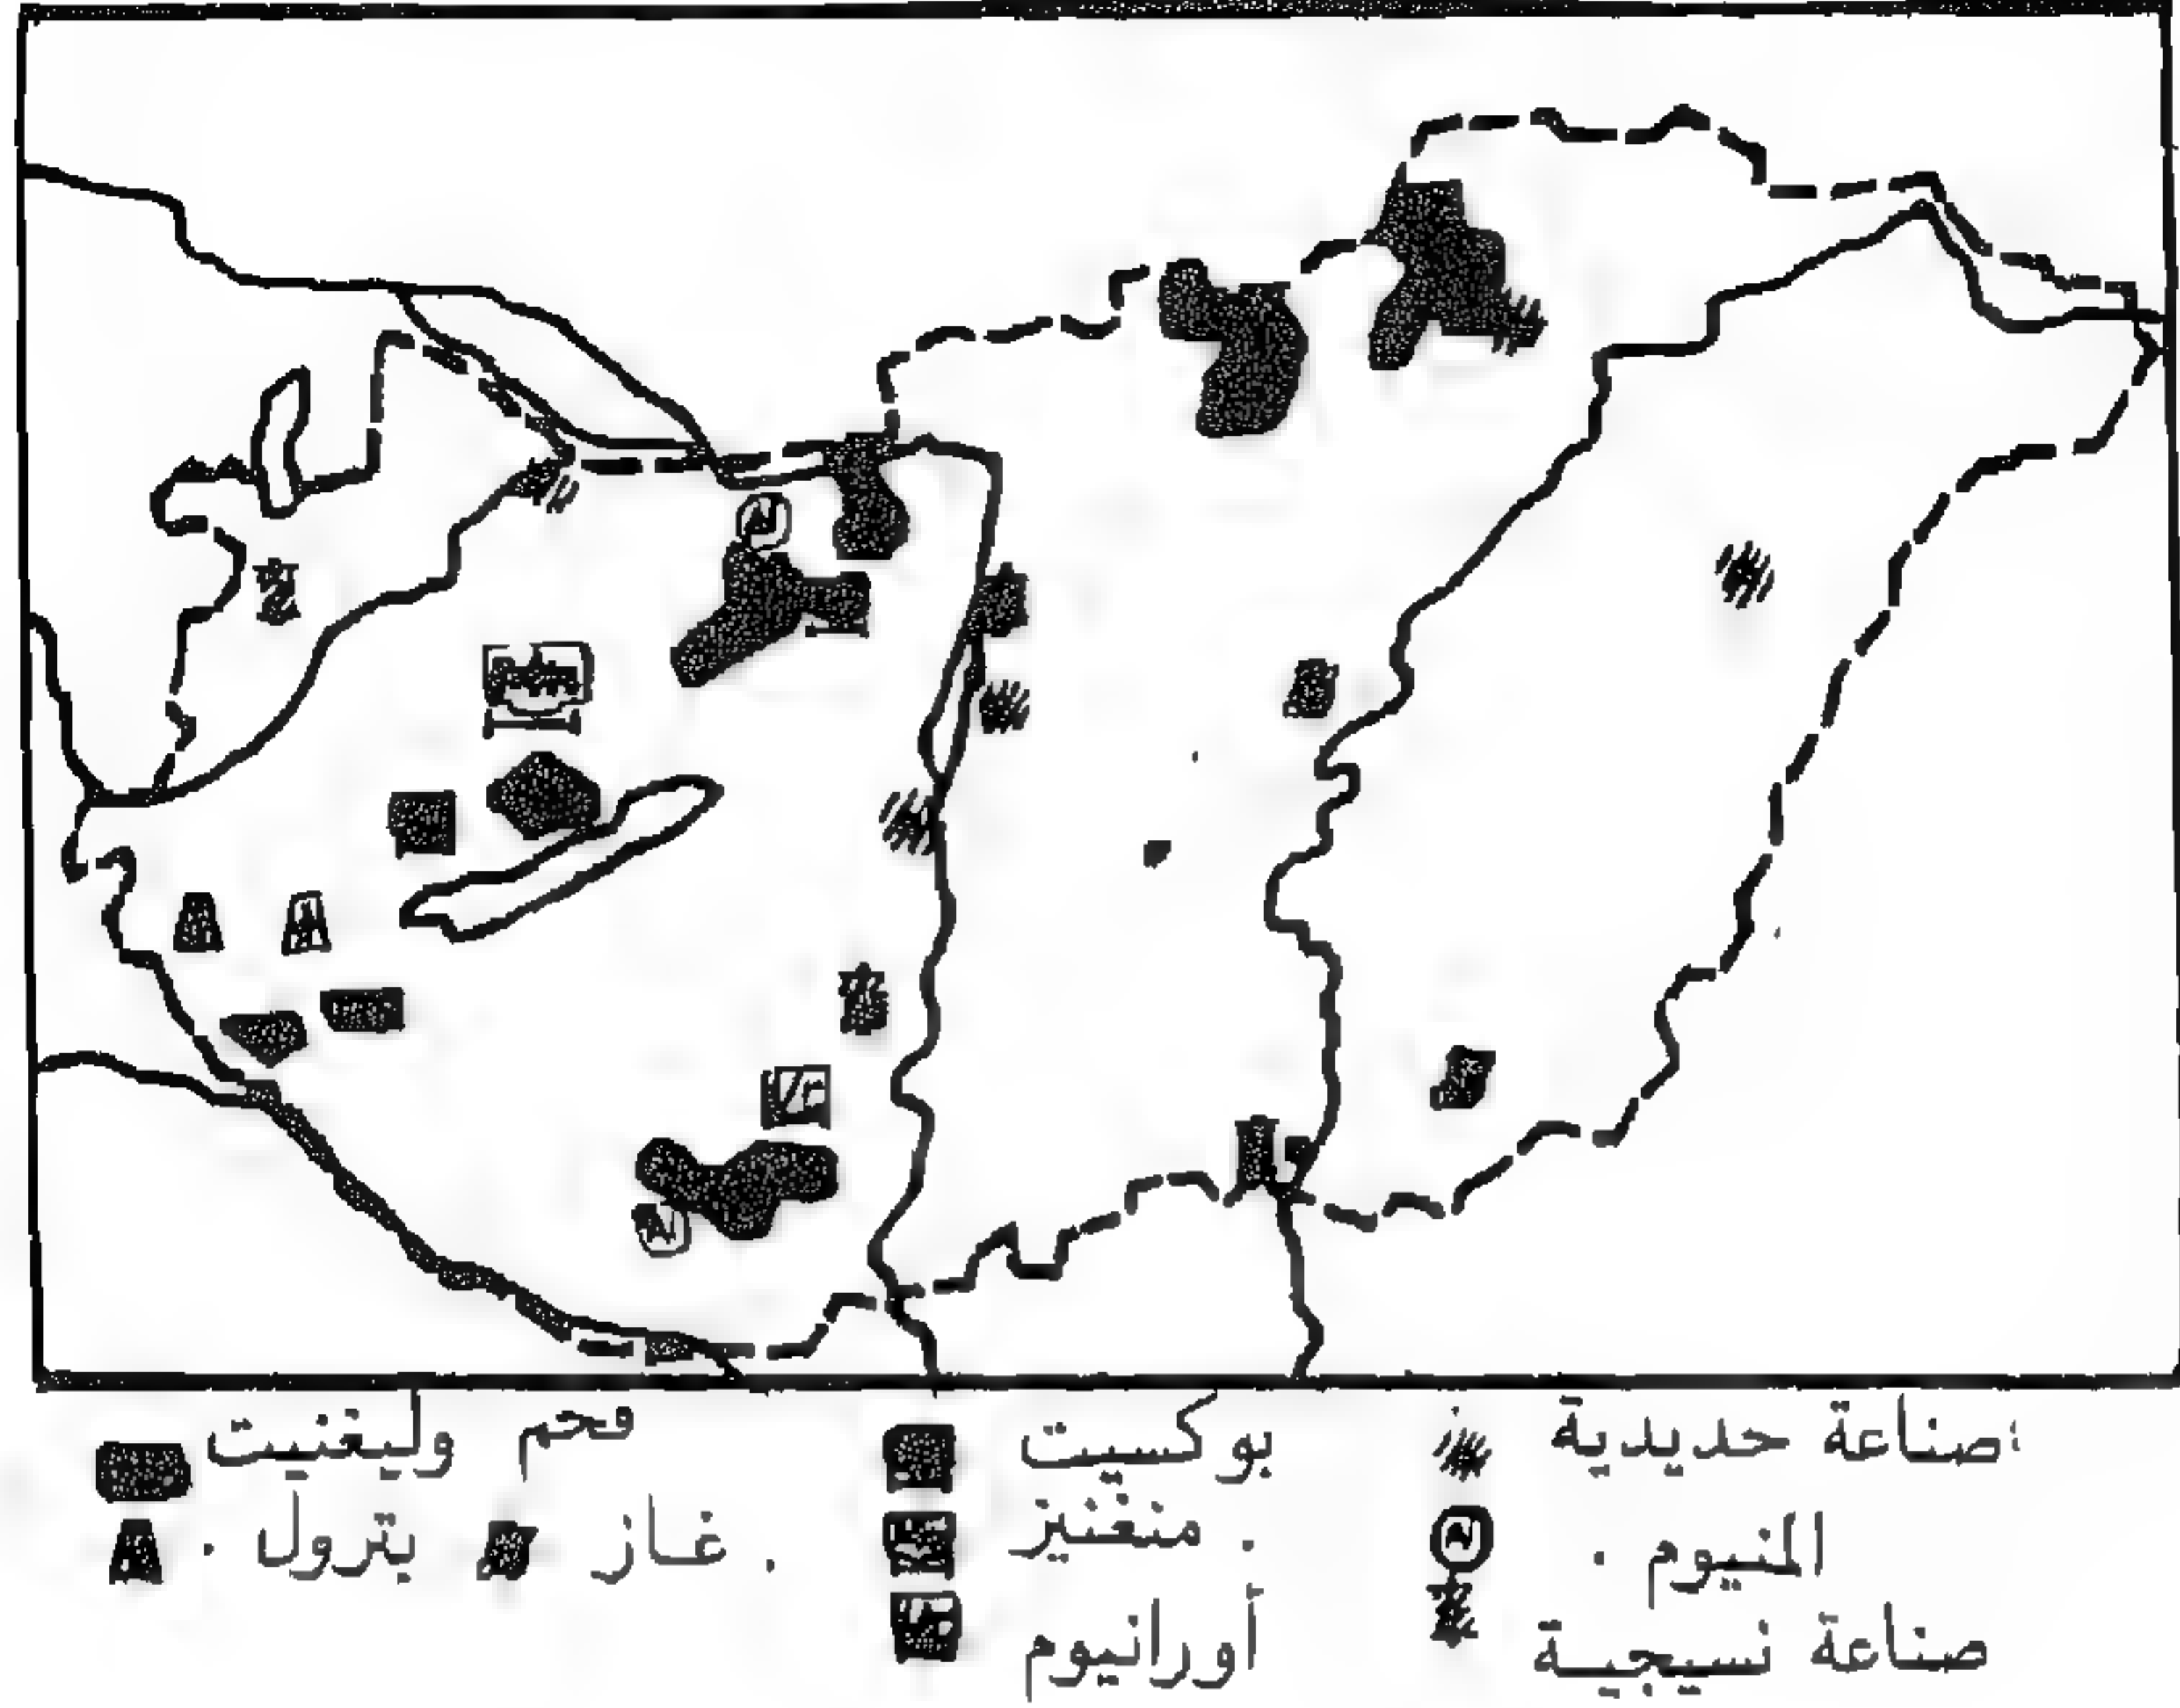 صناعة حديدية
المنيوم .
صناعة نسيجية
بوكسيت
. منغنيز .
أورانيوم
فحم وليغنيت
. غاز
بترول .